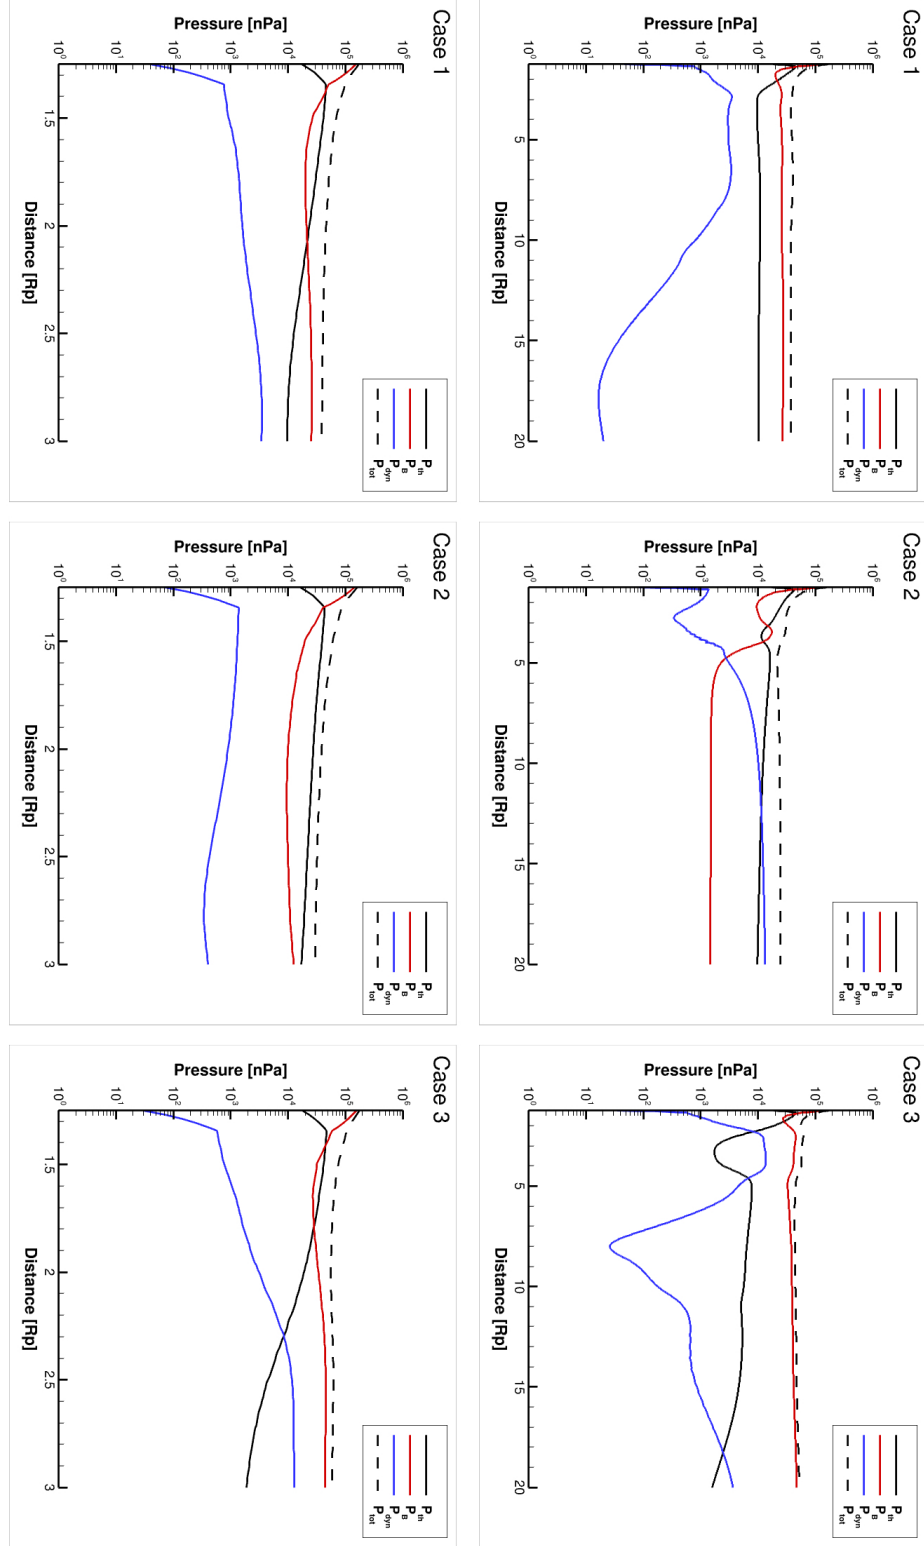 Case 1
Pressure [nPa]
10⁶
10⁵
10⁴
10³
10²
10¹
10⁰
5 10 15 20
Distance [Rp]
P_th
P_B
P_dyn
P_tot
Case 2
Pressure [nPa]
10⁶
10⁵
10⁴
10³
10²
10¹
10⁰
5 10 15 20
Distance [Rp]
P_th
P_B
P_dyn
P_tot
Case 3
Pressure [nPa]
10⁶
10⁵
10⁴
10³
10²
10¹
10⁰
5 10 15 20
Distance [Rp]
P_th
P_B
P_dyn
P_tot
Case 1
Pressure [nPa]
10⁶
10⁵
10⁴
10³
10²
10¹
10⁰
1.5 2 2.5 3
Distance [Rp]
P_th
P_B
P_dyn
P_tot
Case 2
Pressure [nPa]
10⁶
10⁵
10⁴
10³
10²
10¹
10⁰
1.5 2 2.5 3
Distance [Rp]
P_th
P_B
P_dyn
P_tot
Case 3
Pressure [nPa]
10⁶
10⁵
10⁴
10³
10²
10¹
10⁰
1.5 2 2.5 3
Distance [Rp]
P_th
P_B
P_dyn
P_tot